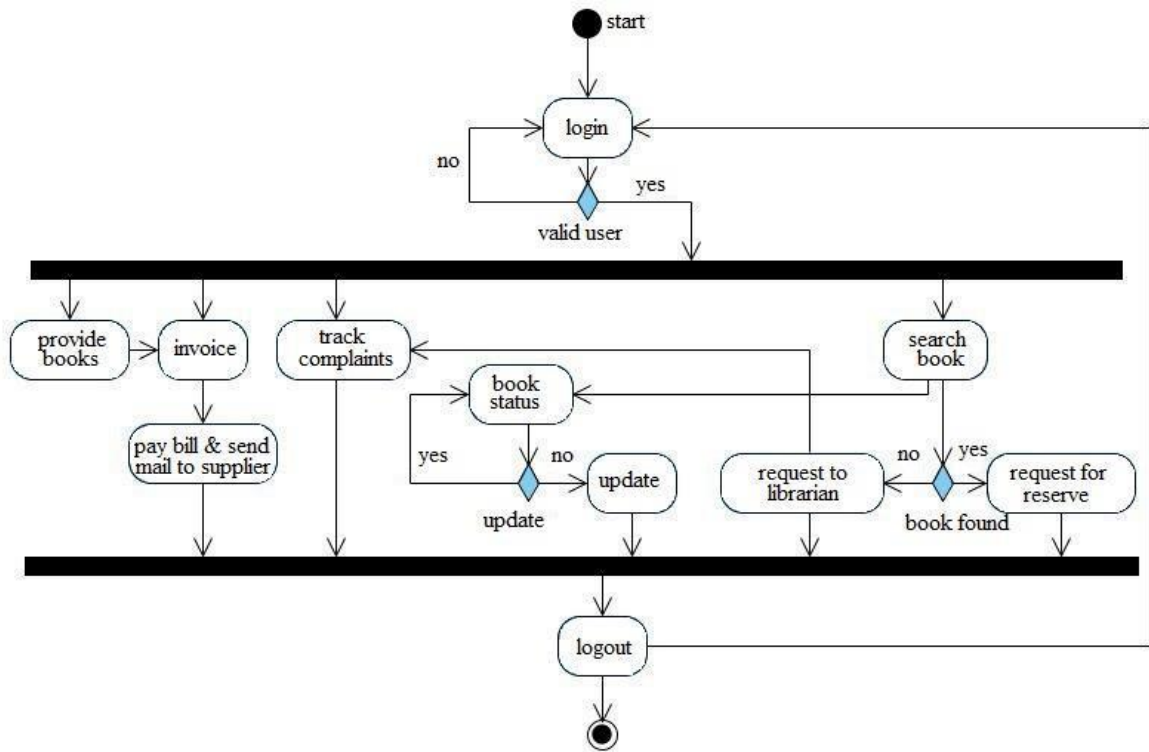 start
login
no
yes
valid user
provide
books
invoice
track
complaints
search
book
book
status
yes
no
update
update
pay bill & send
mail to supplier
request to
librarian
no
yes
book found
request for
reserve
logout